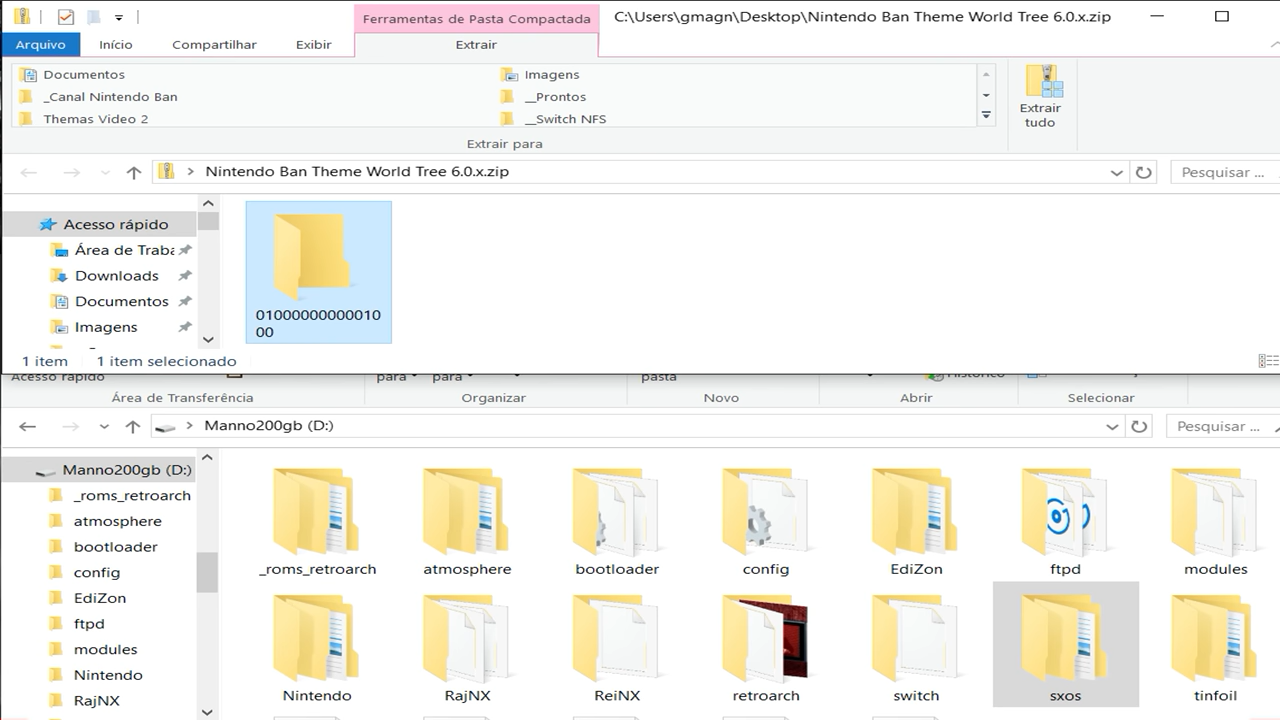 Ferramentas de Pasta Compactada
C:\Users\gmagn\Desktop\Nintendo Ban Theme World Tree 6.0.x.zip
Arquivo Início Compartilhar Exibir Extrair
Documentos Imagens
_Canal Nintendo Ban __Prontos
Themas Video 2 __Switch NFS
Extrair
tudo
Extrair para
Nintendo Ban Theme World Tree 6.0.x.zip
Pesquisar ...
Acesso rápido
Área de Traba
Downloads
Documentos
Imagens
01000000000010
00
1 item 1 item selecionado
Acesso rápido para para pasta Histórico
Área de Transferência Organizar Novo Abrir Selecionar
Manno200gb (D:)
Pesquisar ...
Manno200gb (D:)
_roms_retroarch
atmosphere
bootloader
config
EdiZon
ftpd
modules
Nintendo
RajNX
_roms_retroarch atmosphere bootloader config EdiZon ftpd modules
Nintendo RajNX ReiNX retroarch switch sxos tinfoil